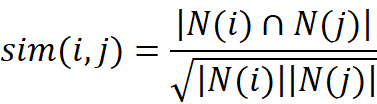 sim(i, j) = |N(i) ∩ N(j)| / √|N(i)||N(j)|